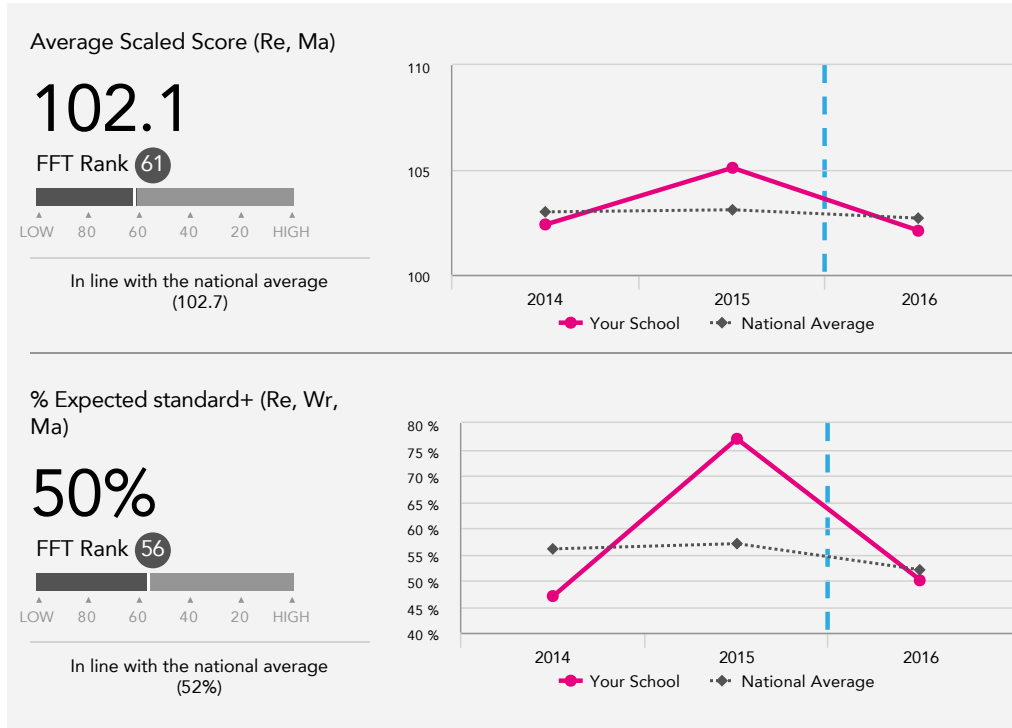 Average Scaled Score (Re, Ma)
102.1
FFT Rank 61
LOW 80 60 40 20 HIGH
In line with the national average
(102.7)
110
105
100
2014 2015 2016
Your School National Average
% Expected standard+ (Re, Wr,
Ma)
50%
FFT Rank 56
LOW 80 60 40 20 HIGH
In line with the national average
(52%)
80 %
75 %
70 %
65 %
60 %
55 %
50 %
45 %
40 %
2014 2015 2016
Your School National Average